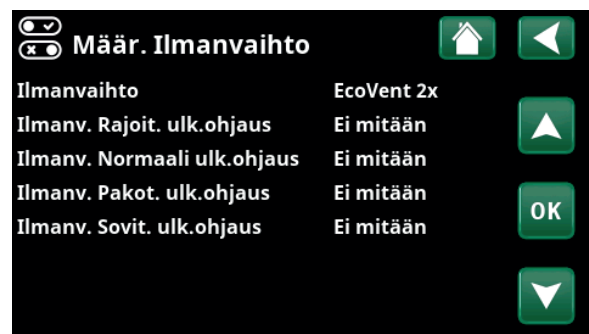 Määr. Ilmanvaihto
Ilmanvaihto EcoVent 2x
Ilmanv. Rajoit. ulk.ohjaus Ei mitään
Ilmanv. Normaali ulk.ohjaus Ei mitään
Ilmanv. Pakot. ulk.ohjaus Ei mitään
Ilmanv. Sovit. ulk.ohjaus Ei mitään
OK